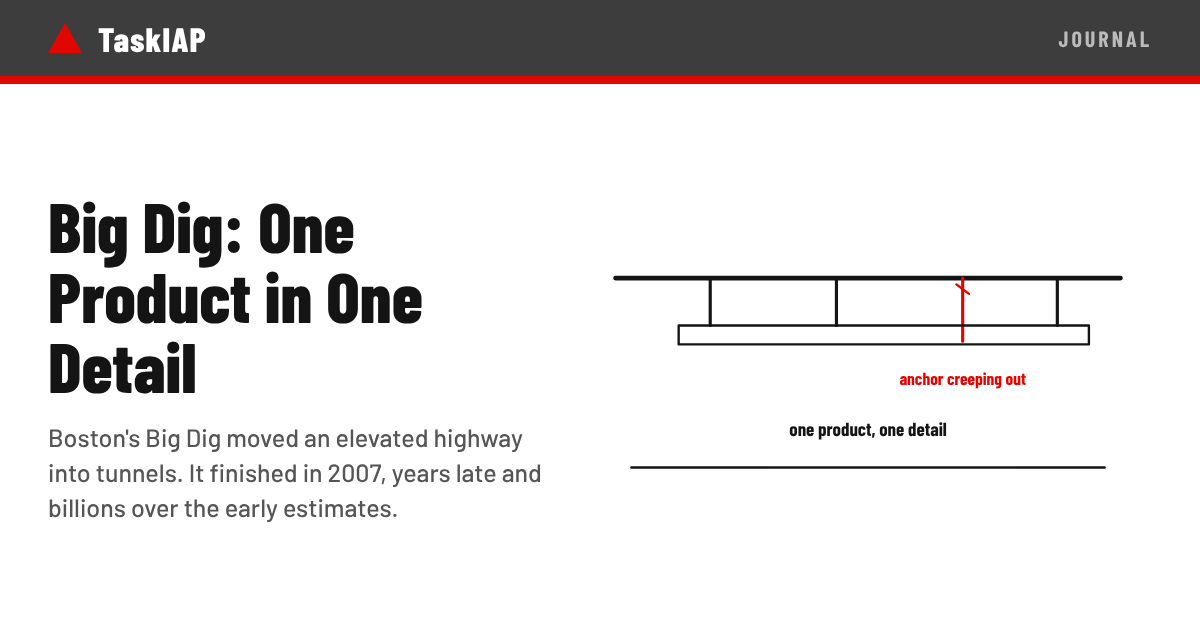 TaskIAP
JOURNAL
Big Dig: One
Product in One
Detail
Boston's Big Dig moved an elevated highway
into tunnels. It finished in 2007, years late and
billions over the early estimates.
anchor creeping out
one product, one detail